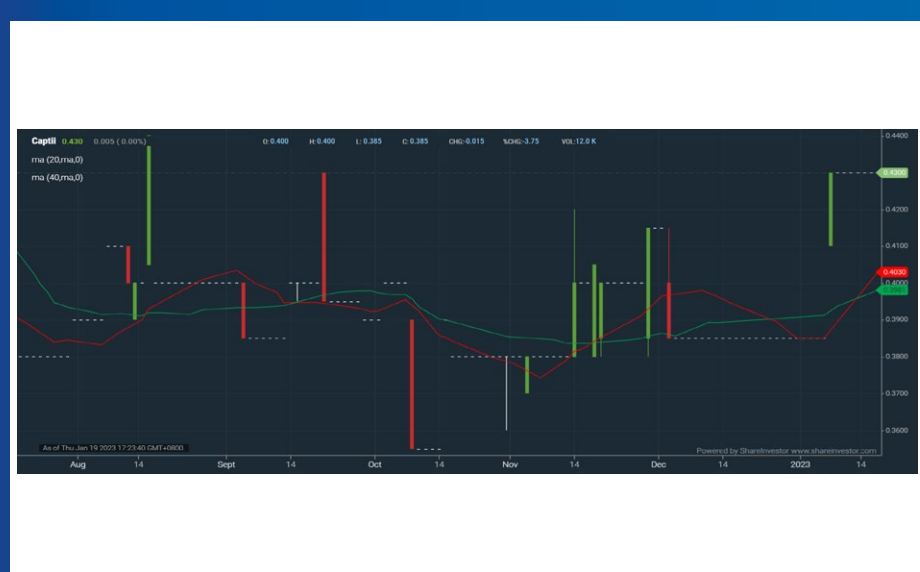 Captii 0.430 0.005 ( 0.00%) O: 0.400 H: 0.400 L: 0.385 C: 0.385 CHG:-0.015 %CHG:-3.75 VOL:12.0 K
ma (20,ma,0)
ma (40,ma,0)
0.4400
0.4300
0.4200
0.4100
0.4030
0.4000
0.3981
0.3900
0.3800
0.3700
0.3600
As of Thu Jan 19 2023 17:23:40 GMT+0800
Powered by ShareInvestor www.shareinvestor.com
Aug 14 Sept 14 Oct 14 Nov 14 Dec 14 2023 14